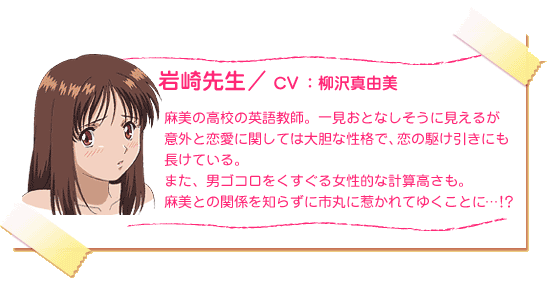 岩崎先生／ CV ：柳沢真由美
麻美の高校の英語教師。一見おとなしそうに見えるが
意外と恋愛に関しては大胆な性格で、恋の駆け引きにも
長けている。
また、男ゴコロをくすぐる女性的な計算高さも。
麻美との関係を知らずに市丸に惹かれてゆくことに…!?